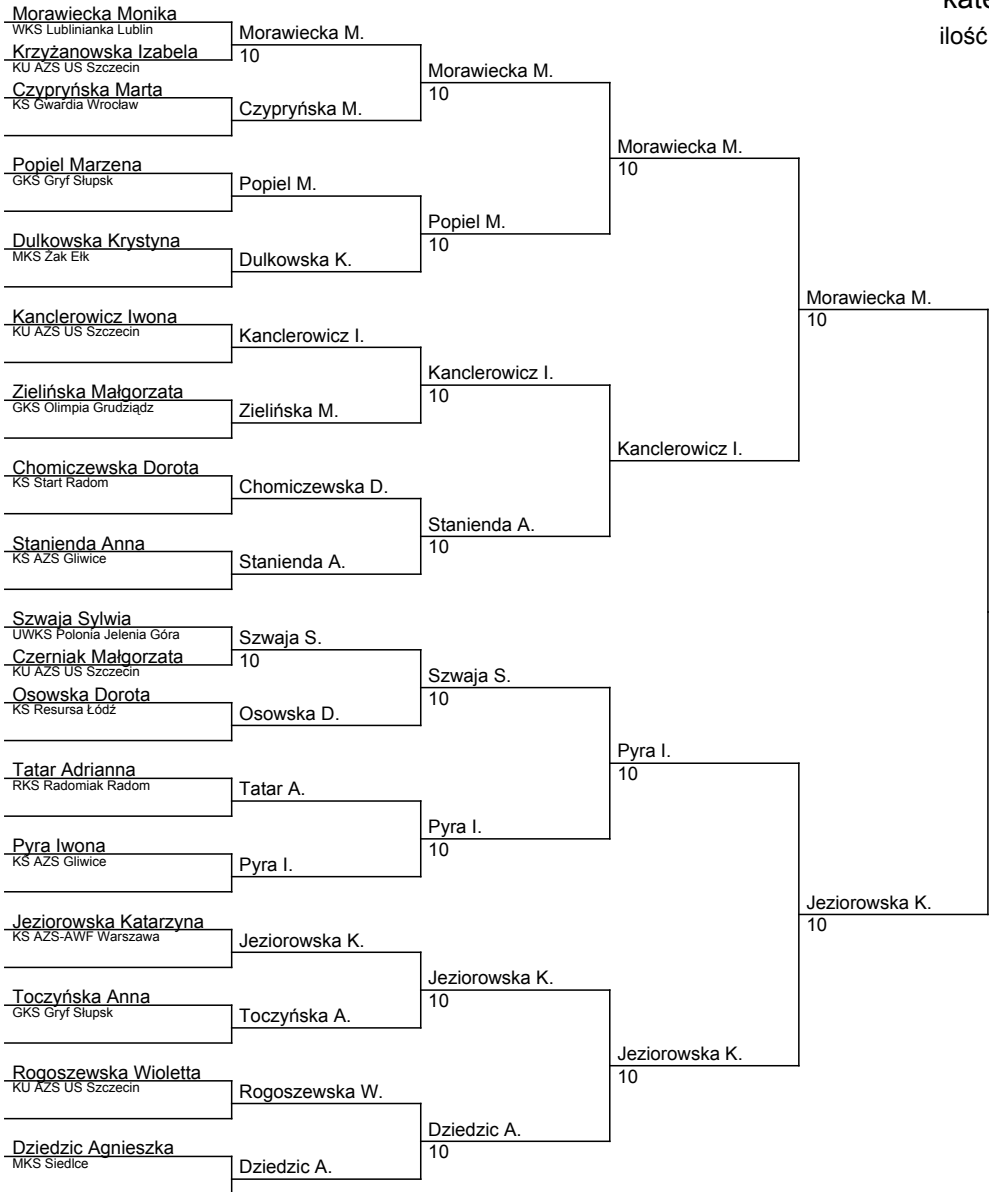 Morawiecka Monika
WKS Lublinianka Lublin
Krzyżanowska Izabela
KU AZS US Szczecin
Czypryńska Marta
KS Gwardia Wrocław
Popiel Marzena
GKS Gryf Słupsk
Dulkowska Krystyna
MKS Żak Ełk
Kanclerowicz Iwona
KU AZS US Szczecin
Zielińska Małgorzata
GKS Olimpia Grudziądz
Chomiczewska Dorota
KS Start Radom
Stanienda Anna
KS AZS Gliwice
Szwaja Sylwia
UWKS Polonia Jelenia Góra
Czerniak Małgorzata
KU AZS US Szczecin
Osowska Dorota
KS Resursa Łódź
Tatar Adrianna
RKS Radomiak Radom
Pyra Iwona
KS AZS Gliwice
Jeziorowska Katarzyna
KS AZS-AWF Warszawa
Toczyńska Anna
GKS Gryf Słupsk
Rogoszewska Wioletta
KU AZS US Szczecin
Dziedzic Agnieszka
MKS Siedlce
Morawiecka M.
10
Czypryńska M.
Popiel M.
Dulkowska K.
Kanclerowicz I.
Zielińska M.
Chomiczewska D.
Stanienda A.
Szwaja S.
10
Osowska D.
Tatar A.
Pyra I.
Jeziorowska K.
Toczyńska A.
Rogoszewska W.
Dziedzic A.
Morawiecka M.
10
Popiel M.
10
Kanclerowicz I.
10
Stanienda A.
10
Szwaja S.
10
Pyra I.
10
Jeziorowska K.
10
Dziedzic A.
10
Morawiecka M.
10
Kanclerowicz I.
Pyra I.
10
Jeziorowska K.
10
Morawiecka M.
10
Jeziorowska K.
10
ilość